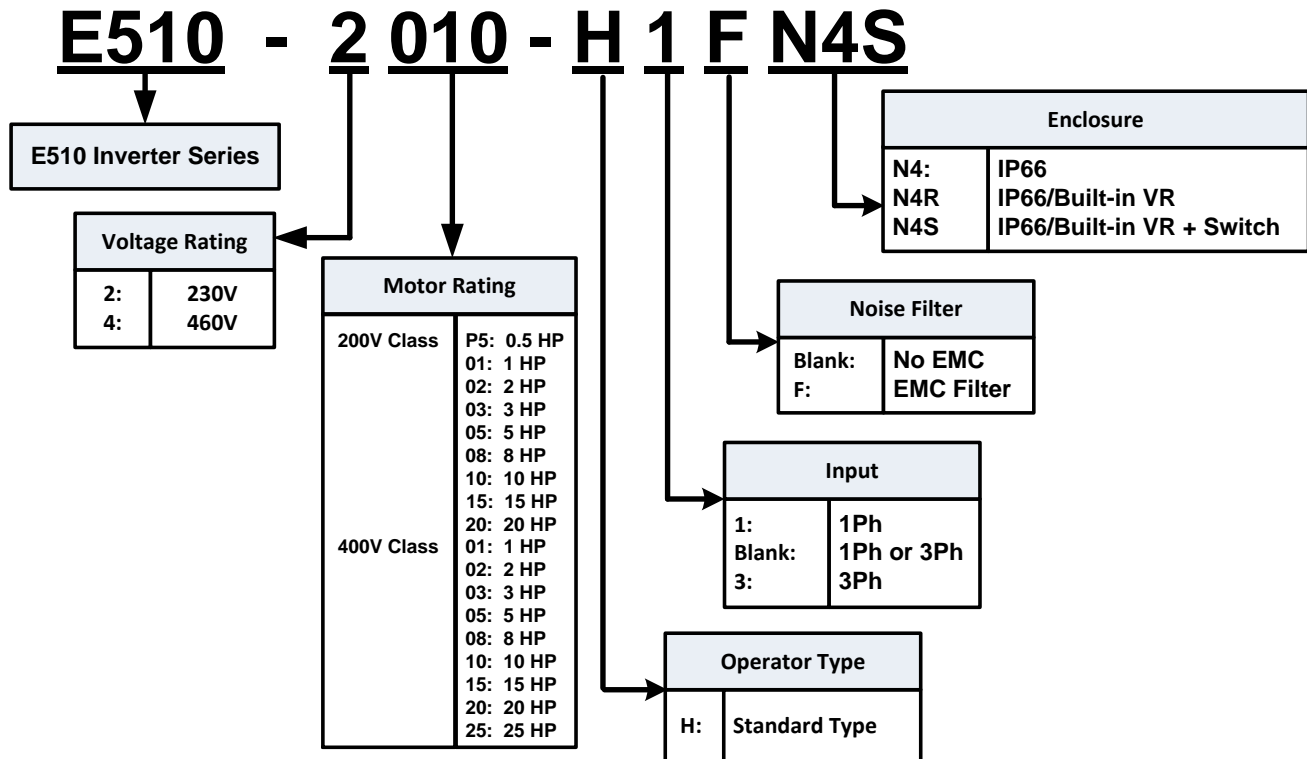 E510 - 2 010 - H 1 F N4S
E510 Inverter Series
Voltage Rating
2: 230V
4: 460V
Motor Rating
200V Class P5: 0.5 HP
01: 1 HP
02: 2 HP
03: 3 HP
05: 5 HP
08: 8 HP
10: 10 HP
15: 15 HP
20: 20 HP
400V Class 01: 1 HP
02: 2 HP
03: 3 HP
05: 5 HP
08: 8 HP
10: 10 HP
15: 15 HP
20: 20 HP
25: 25 HP
Enclosure
N4: IP66
N4R IP66/Built-in VR
N4S IP66/Built-in VR + Switch
Noise Filter
Blank: No EMC
F: EMC Filter
Input
1: 1Ph
Blank: 1Ph or 3Ph
3: 3Ph
Operator Type
H: Standard Type